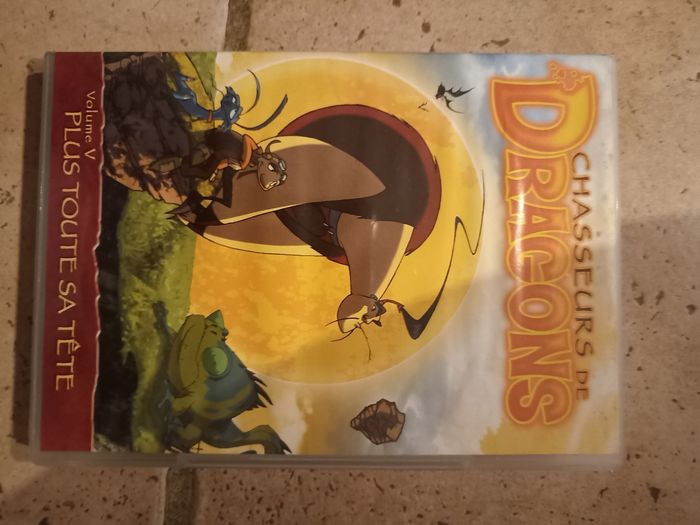 CHASSEURS DE
DRAGONS
Volume V
PLUS TOUTE SA TÊTE